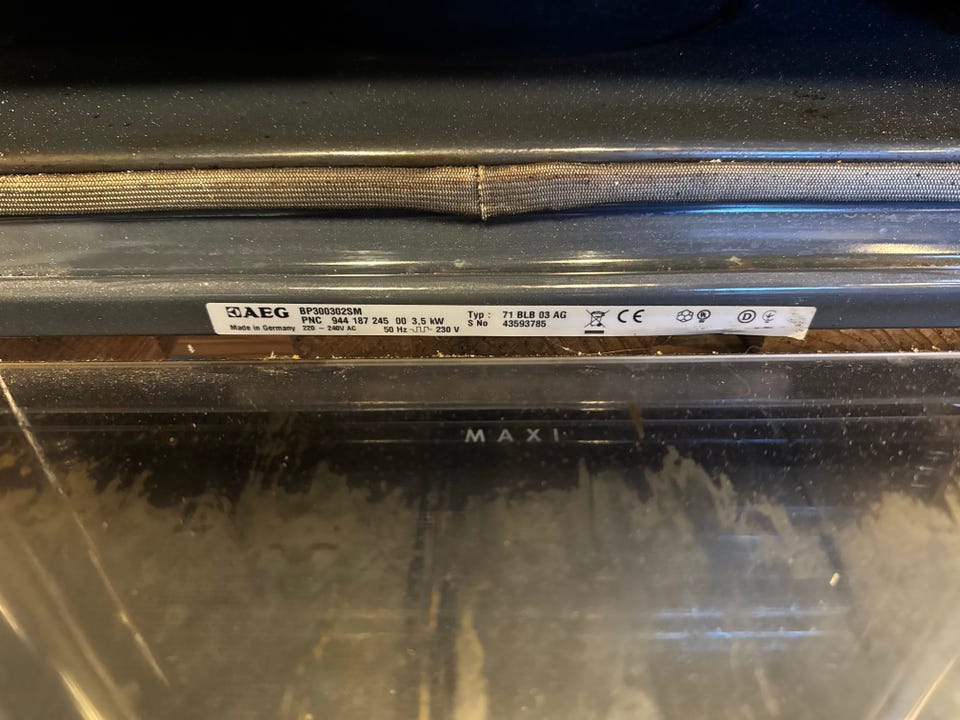 AEG BP300302SM
PNC 944 187 245 00 3,5 kW
Made in Germany 220 - 240V AC 50 Hz 230 V
Typ : 71 BLB 03 AG
S No 43593785
CE
D
MAXI